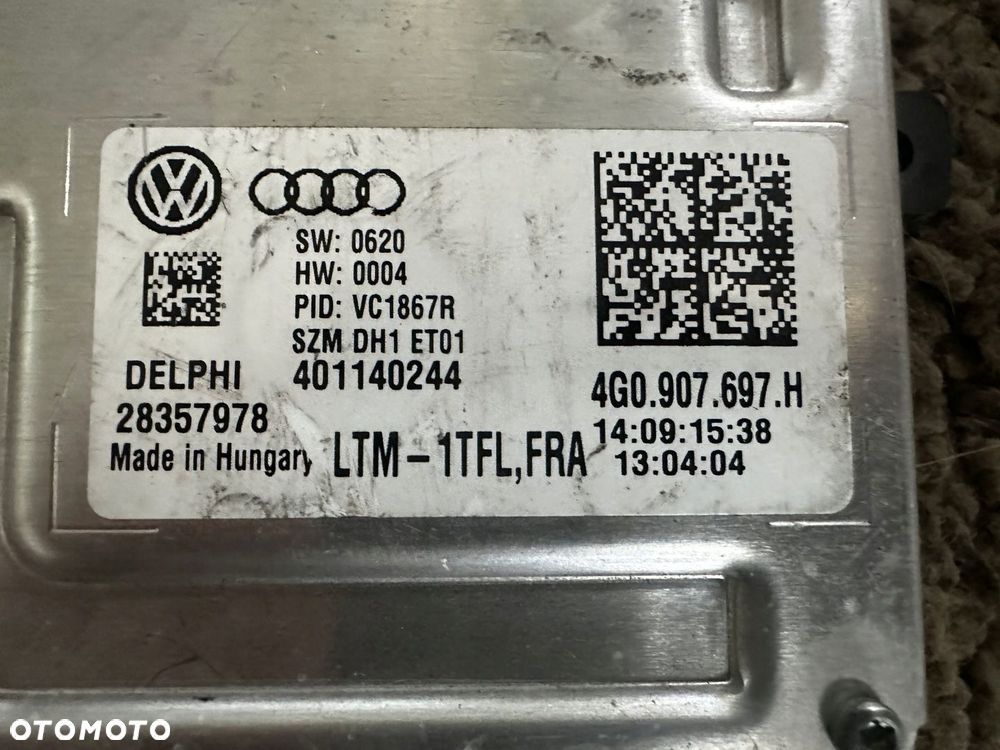 SW: 0620
HW: 0004
PID: VC1867R
SZM DH1 ET01
DELPHI 401140244
28357978
Made in Hungary LTM-1TFL,FRA
4G0.907.697.H
14:09:15:38
13:04:04
OTOMOTO